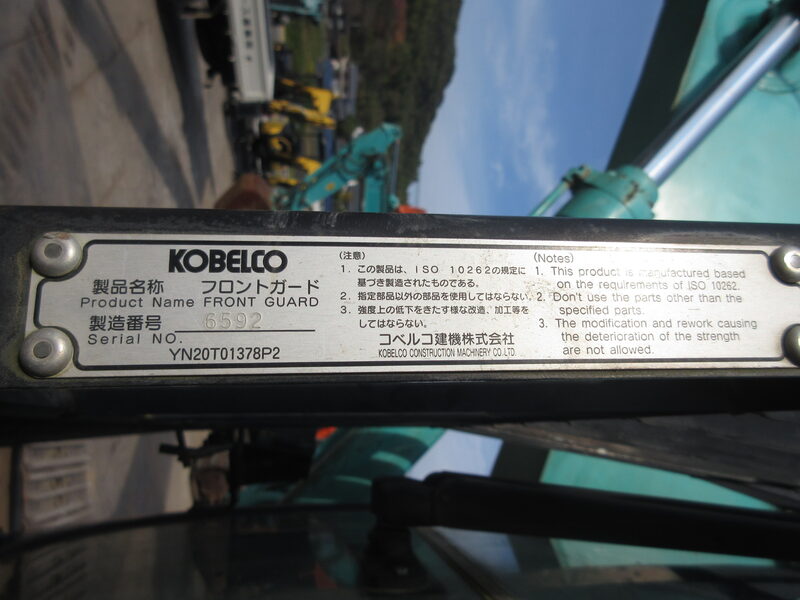 KOBELCO
製品名称 フロントガード
Product Name FRONT GUARD
製造番号 6592
Serial NO.
YN20T01378P2
(注意)
1. この製品は、ISO 10262の規定に
基づき製造されたものである。
2. 指定部品以外の部品を使用してはならない。
3. 強度上の低下をきたす様な改造、加工等を
してはならない。
コベルコ建機株式会社
KOBELCO CONSTRUCTION MACHINERY CO.LTD.
(Notes)
1. This product is manufactured based
on the requirements of ISO 10262.
2. Don't use the parts other than the
specified parts.
3. The modification and rework causing
the deterioration of the strength
are not allowed.